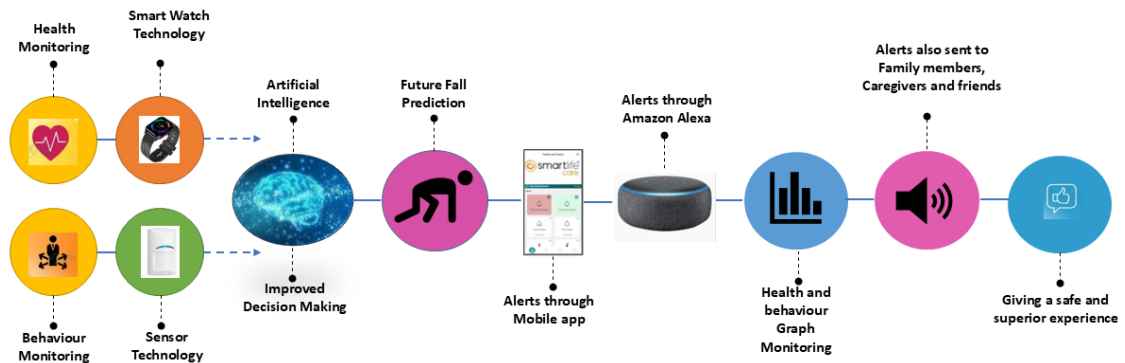 Health
Monitoring
Smart Watch
Technology
Artificial
Intelligence
Future Fall
Prediction
Alerts through
Amazon Alexa
Alerts also sent to
Family members,
Caregivers and friends
smartlife
care
Behaviour
Monitoring
Sensor
Technology
Improved
Decision Making
Alerts through
Mobile app
Health and
behaviour
Graph
Monitoring
Giving a safe and
superior experience